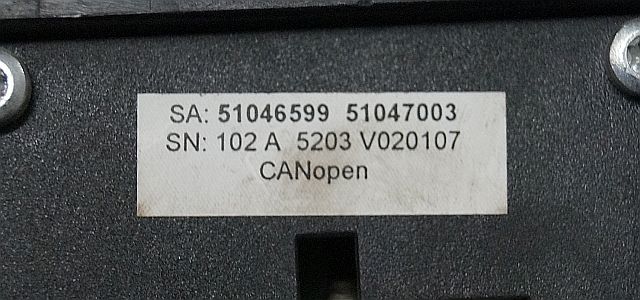 SA: 51046599 51047003
SN: 102 A 5203 V020107
CANopen